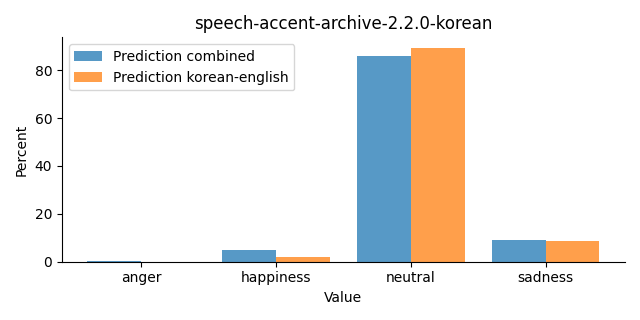 speech-accent-archive-2.2.0-korean
Prediction combined
Prediction korean-english
Percent
80
60
40
20
0
anger happiness neutral sadness
Value